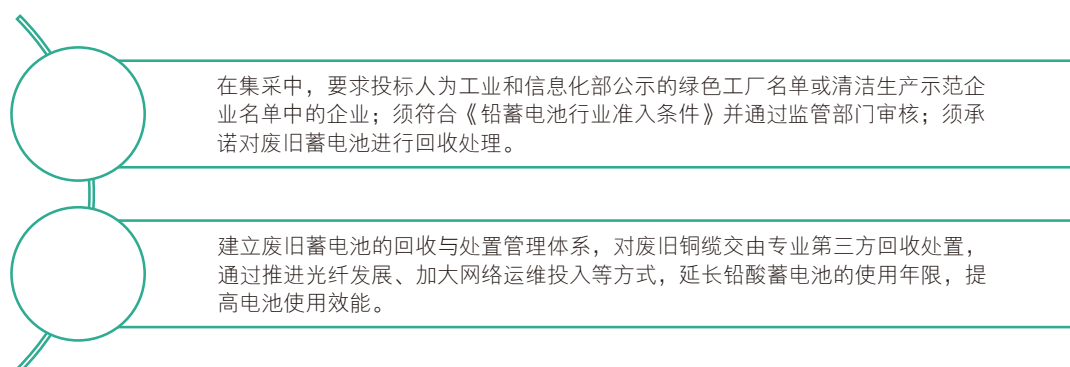 在集采中，要求投标人为工业和信息化部公示的绿色工厂名单或清洁生产示范企
业名单中的企业；须符合《铅蓄电池行业准入条件》并通过监管部门审核；须承
诺对废旧蓄电池进行回收处理。
建立废旧蓄电池的回收与处置管理体系，对废旧铜缆交由专业第三方回收处置，
通过推进光纤发展、加大网络运维投入等方式，延长铅酸蓄电池的使用年限，提
高电池使用效能。